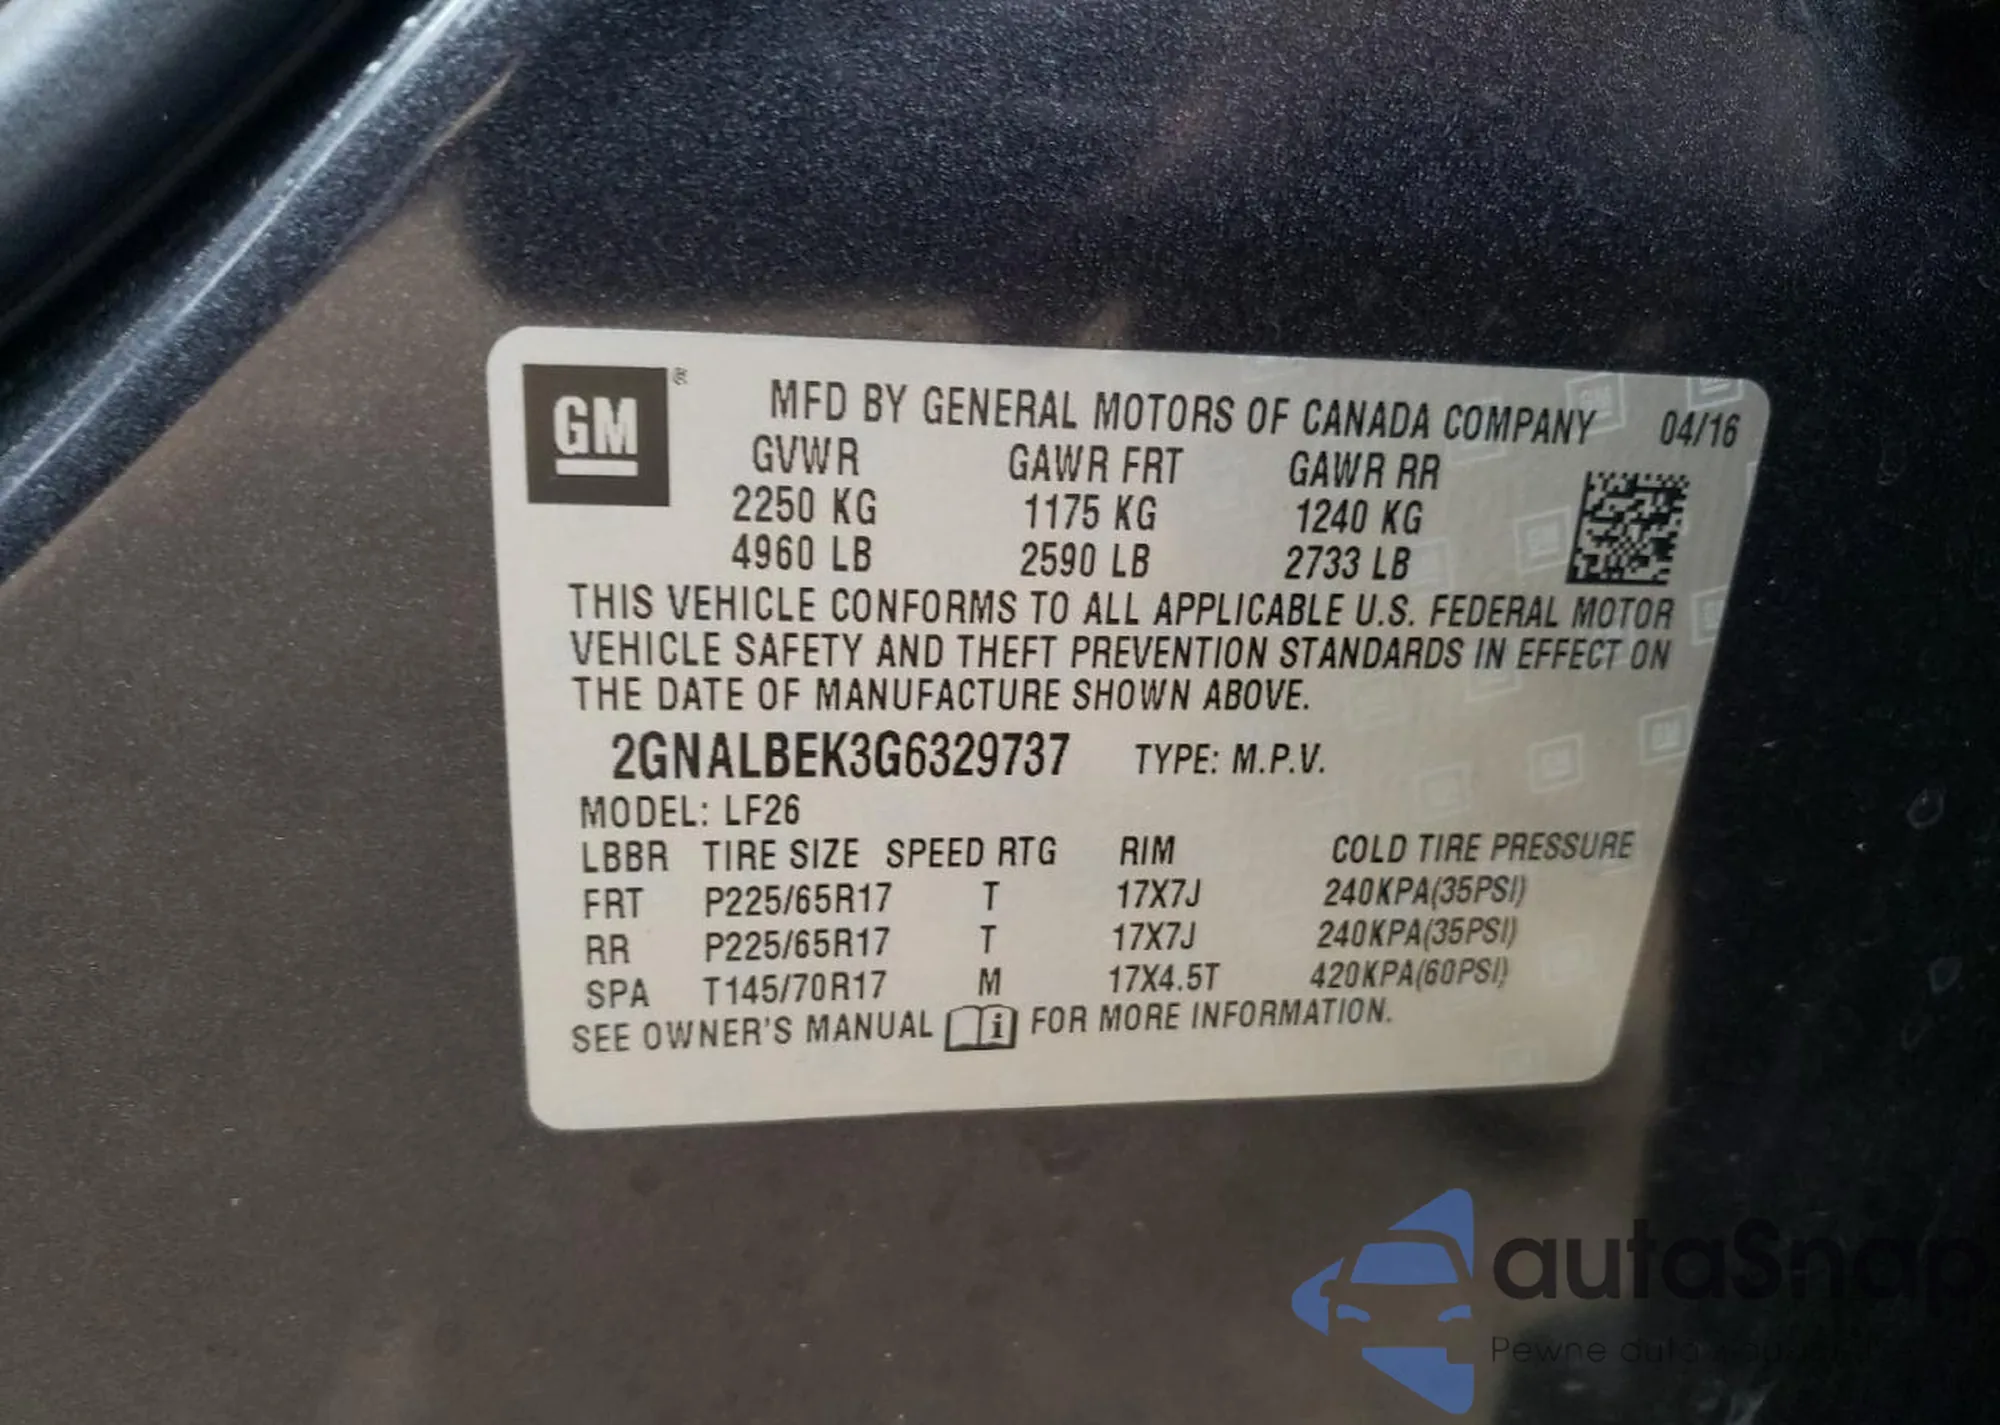 GM ®
MFD BY GENERAL MOTORS OF CANADA COMPANY 04/16
GVWR GAWR FRT GAWR RR
2250 KG 1175 KG 1240 KG
4960 LB 2590 LB 2733 LB
THIS VEHICLE CONFORMS TO ALL APPLICABLE U.S. FEDERAL MOTOR
VEHICLE SAFETY AND THEFT PREVENTION STANDARDS IN EFFECT ON
THE DATE OF MANUFACTURE SHOWN ABOVE.
2GNALBEK3G6329737 TYPE: M.P.V.
MODEL: LF26
LBBR TIRE SIZE SPEED RTG RIM COLD TIRE PRESSURE
FRT P225/65R17 T 17X7J 240KPA(35PSI)
RR P225/65R17 T 17X7J 240KPA(35PSI)
SPA T145/70R17 M 17X4.5T 420KPA(60PSI)
SEE OWNER'S MANUAL i FOR MORE INFORMATION.
autaSnap
Pewne auta